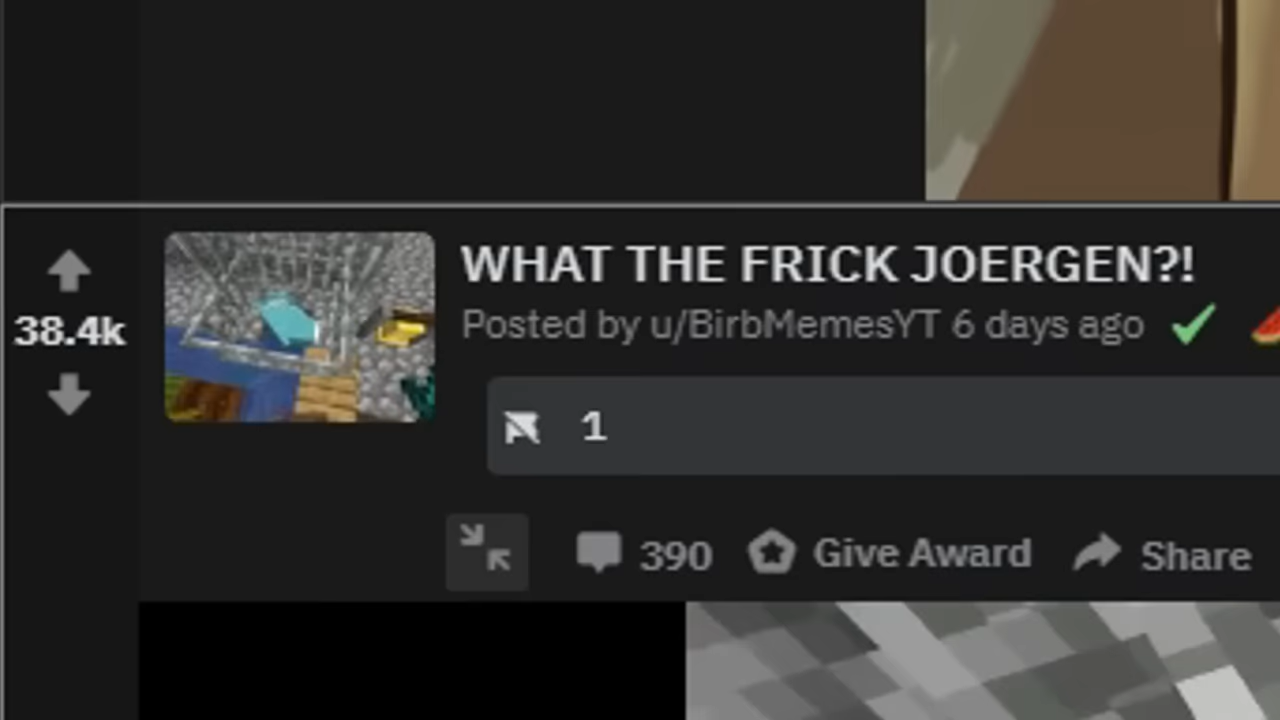 WHAT THE FRICK JOERGEN?!
38.4k
Posted by u/BirbMemesYT 6 days ago
1
390 Give Award Share